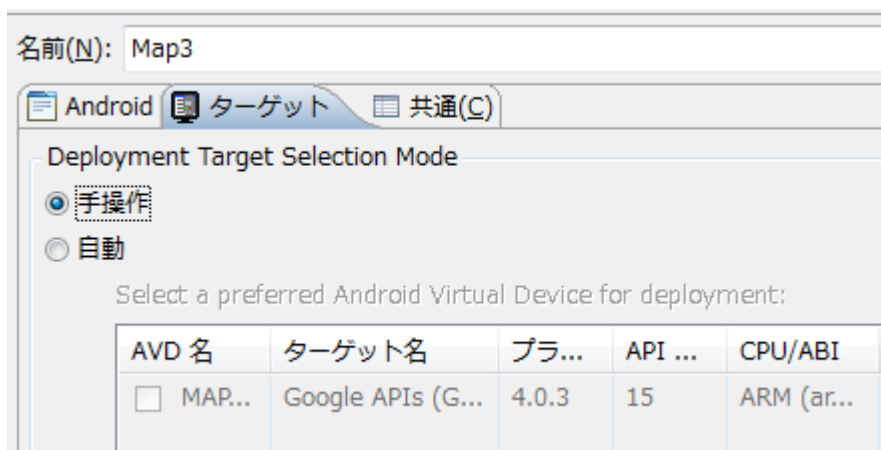 名前(N): Map3
Android ターゲット 共通(C)
Deployment Target Selection Mode
手操作
自動
Select a preferred Android Virtual Device for deployment:
AVD 名 ターゲット名 プラ... API ... CPU/ABI
MAP... Google APIs (G... 4.0.3 15 ARM (ar...